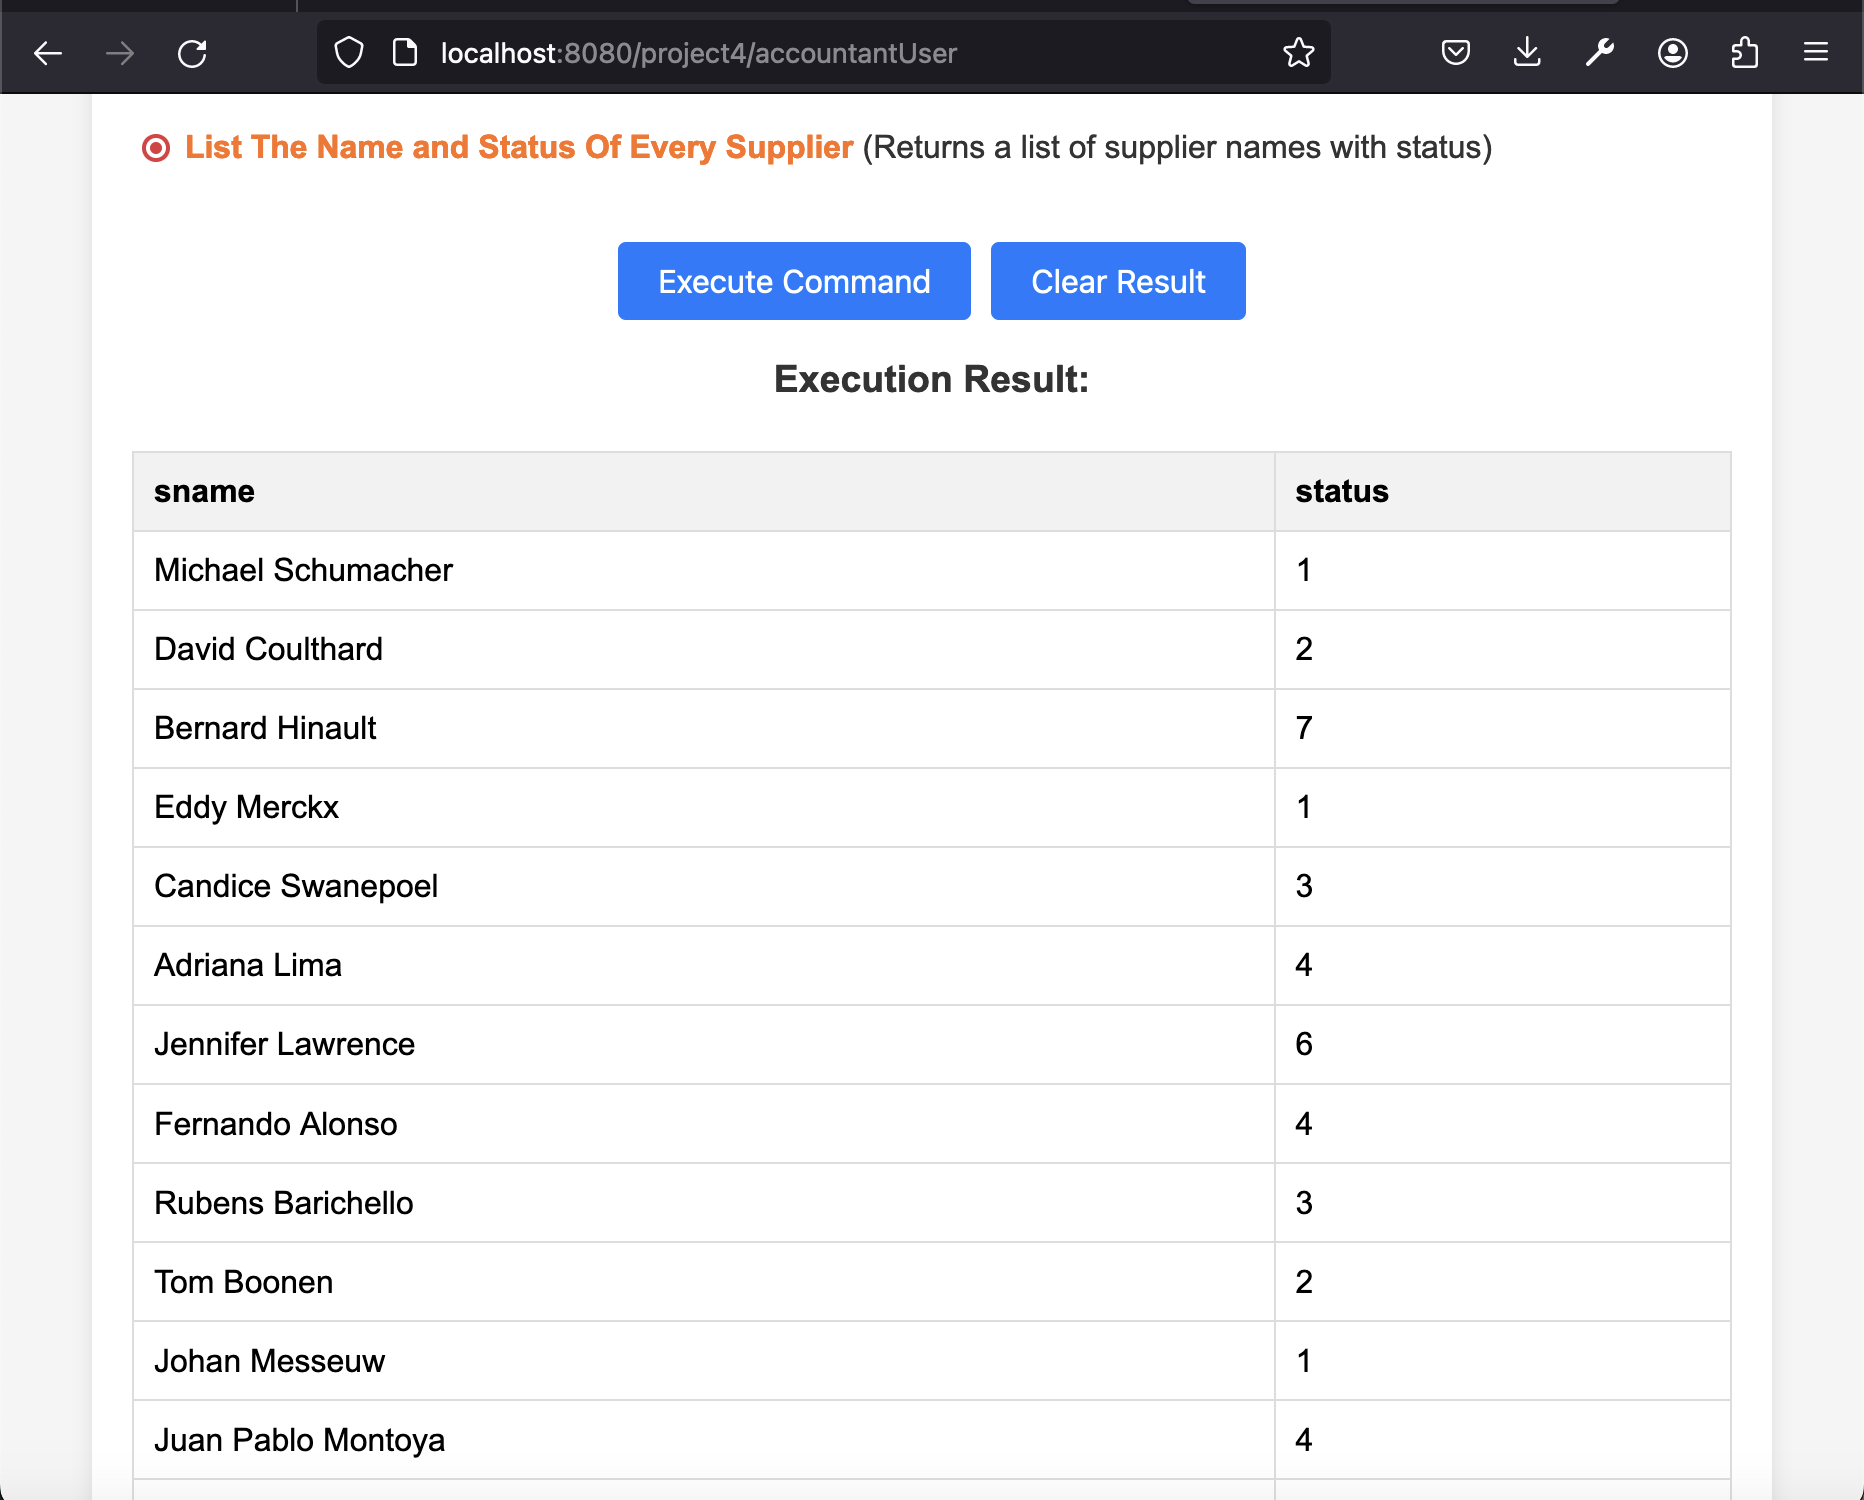 localhost:8080/project4/accountantUser
List The Name and Status Of Every Supplier (Returns a list of supplier names with status)
Execute Command Clear Result
Execution Result:
sname status
Michael Schumacher 1
David Coulthard 2
Bernard Hinault 7
Eddy Merckx 1
Candice Swanepoel 3
Adriana Lima 4
Jennifer Lawrence 6
Fernando Alonso 4
Rubens Barichello 3
Tom Boonen 2
Johan Messeuw 1
Juan Pablo Montoya 4